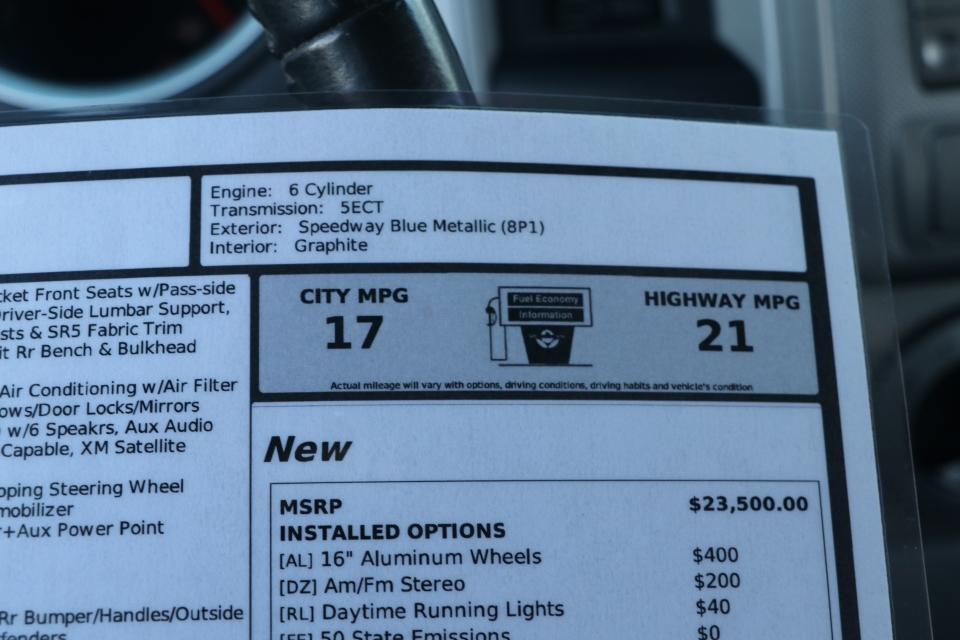 Engine: 6 Cylinder
Transmission: 5ECT
Exterior: Speedway Blue Metallic (8P1)
Interior: Graphite
cket Front Seats w/Pass-side
Driver-Side Lumbar Support,
sts & SR5 Fabric Trim
it Rr Bench & Bulkhead
Air Conditioning w/Air Filter
ows/Door Locks/Mirrors
w/6 Speakrs, Aux Audio
Capable, XM Satellite
pping Steering Wheel
mobilizer
r+Aux Power Point
Rr Bumper/Handles/Outside
fenders
CITY MPG
17
Fuel Economy
Information
HIGHWAY MPG
21
Actual mileage will vary with options, driving conditions, driving habits and vehicle's condition
New
MSRP $23,500.00
INSTALLED OPTIONS
[AL] 16" Aluminum Wheels $400
[DZ] Am/Fm Stereo $200
[RL] Daytime Running Lights $40
[FE] 50 State Emissions $0